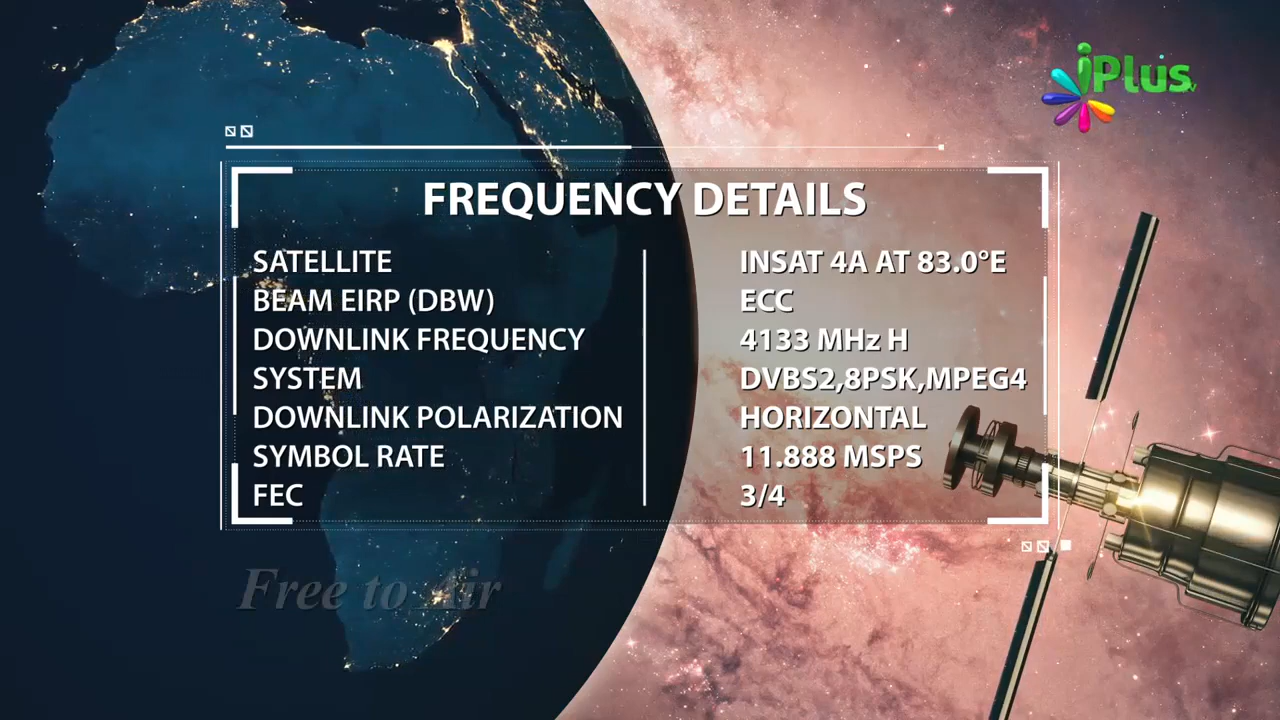 iPlus tv
FREQUENCY DETAILS
SATELLITE INSAT 4A AT 83.0°E
BEAM EIRP (DBW) ECC
DOWNLINK FREQUENCY 4133 MHz H
SYSTEM DVBS2,8PSK,MPEG4
DOWNLINK POLARIZATION HORIZONTAL
SYMBOL RATE 11.888 MSPS
FEC 3/4
Free to Air